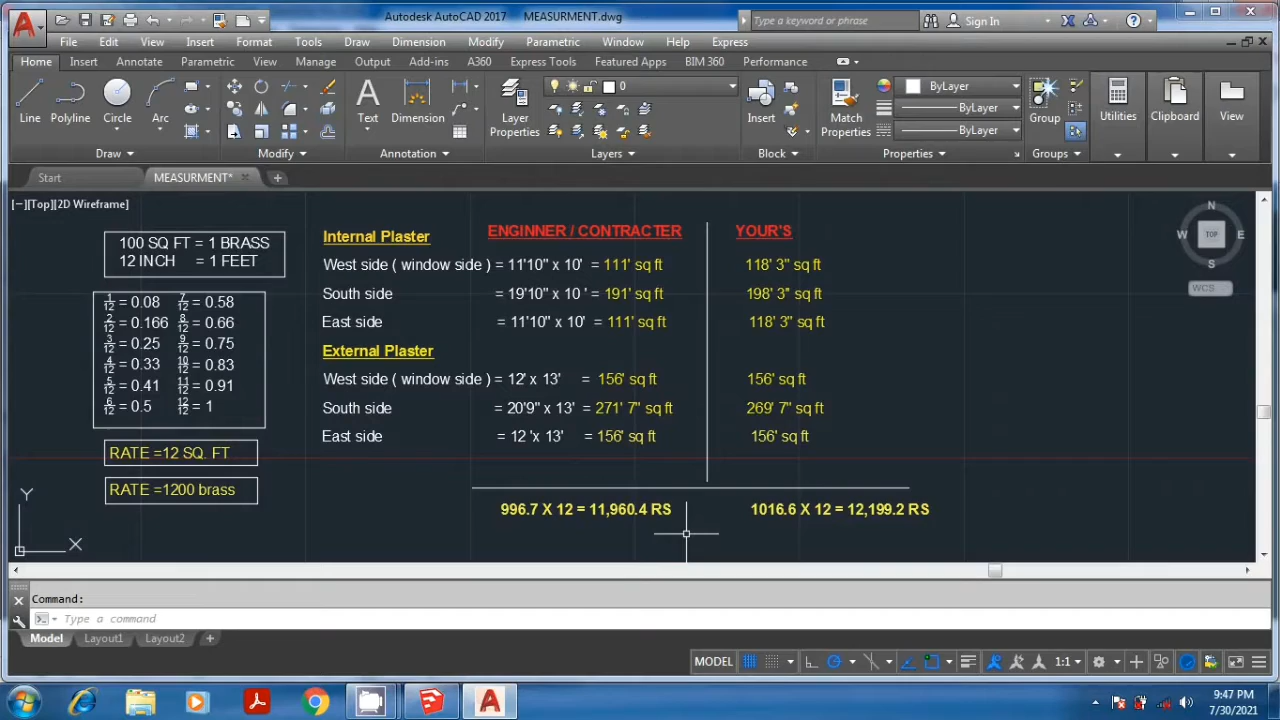 Autodesk AutoCAD 2017 MEASURMENT.dwg
Type a keyword or phrase
Sign In
File Edit View Insert Format Tools Draw Dimension Modify Parametric Window Help Express
Home Insert Annotate Parametric View Manage Output Add-ins A360 Express Tools Featured Apps BIM 360 Performance
Line Polyline Circle Arc
Text Dimension
Layer Properties
0
Insert
Match Properties
ByLayer
ByLayer
ByLayer
Group
Utilities
Clipboard
View
Draw Modify Annotation Layers Block Properties Groups
Start MEASURMENT*
[−][Top][2D Wireframe]
100 SQ FT = 1 BRASS
12 INCH = 1 FEET
1/12 = 0.08 7/12 = 0.58
2/12 = 0.166 8/12 = 0.66
3/12 = 0.25 9/12 = 0.75
4/12 = 0.33 10/12 = 0.83
5/12 = 0.41 11/12 = 0.91
6/12 = 0.5 12/12 = 1
RATE =12 SQ. FT
RATE =1200 brass
Internal Plaster ENGINNER / CONTRACTER YOUR'S
West side ( window side ) = 11'10" x 10' = 111' sq ft 118' 3" sq ft
South side = 19'10" x 10 ' = 191' sq ft 198' 3" sq ft
East side = 11'10" x 10' = 111' sq ft 118' 3" sq ft
External Plaster
West side ( window side ) = 12' x 13' = 156' sq ft 156' sq ft
South side = 20'9" x 13' = 271' 7" sq ft 269' 7" sq ft
East side = 12 'x 13' = 156' sq ft 156' sq ft
996.7 X 12 = 11,960.4 RS 1016.6 X 12 = 12,199.2 RS
N
W TOP E
S
WCS
Y
X
Command:
Type a command
Model Layout1 Layout2
MODEL 1:1
9:47 PM
7/30/2021